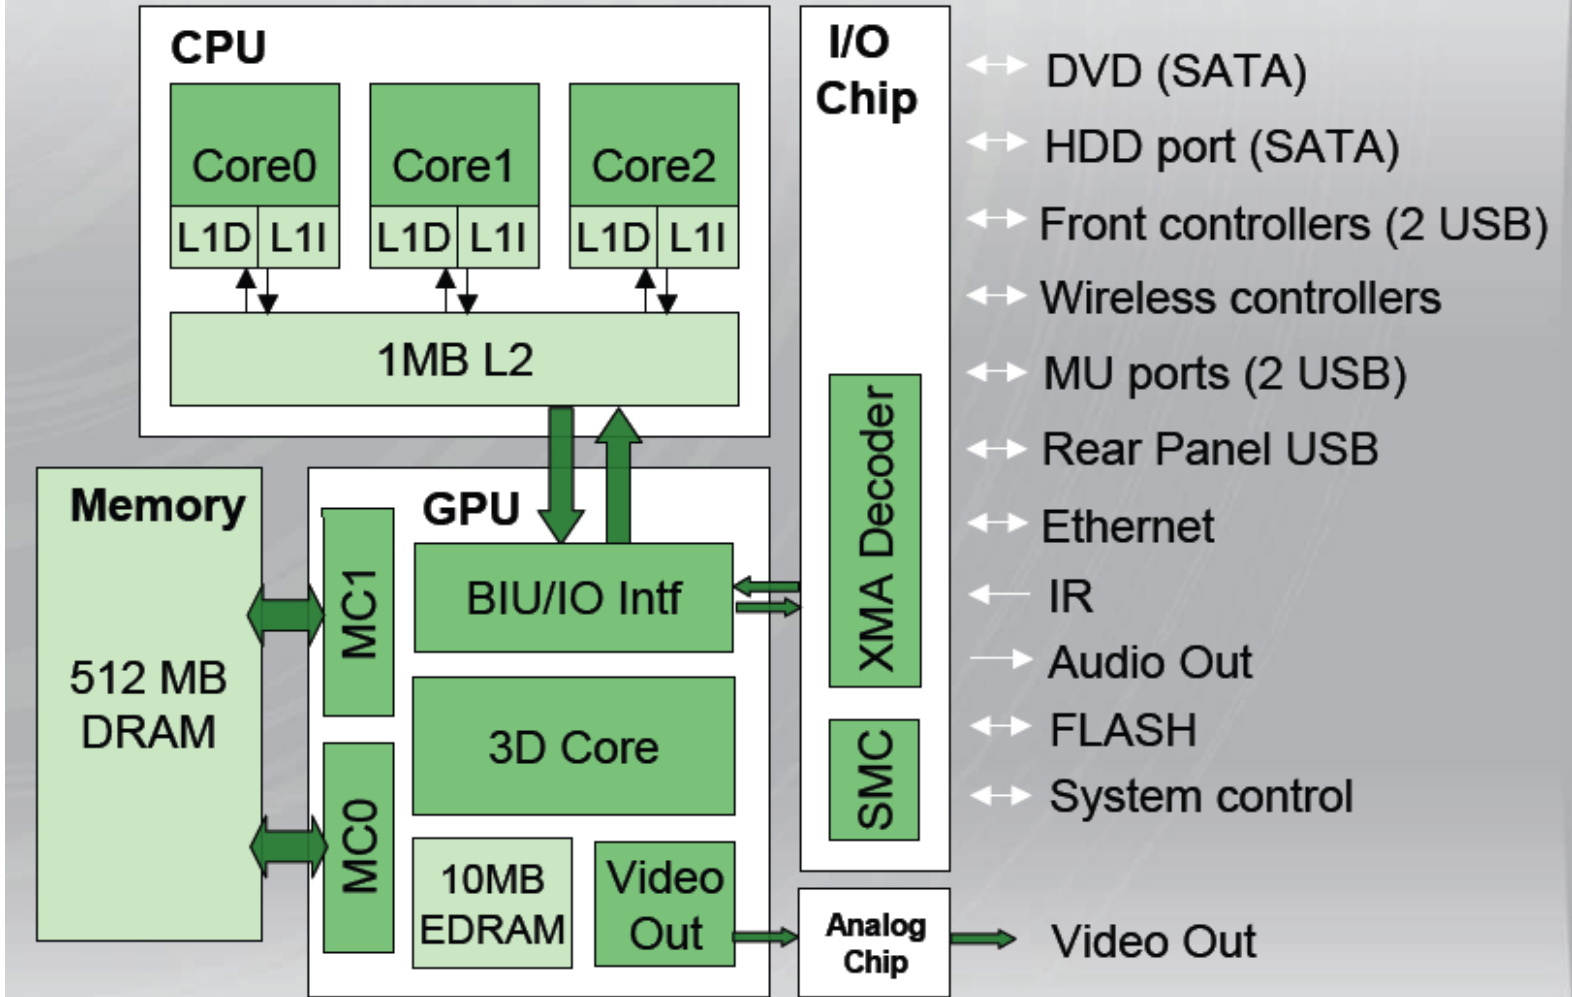 CPU
Core0
L1D
L1I
Core1
L1D
L1I
Core2
L1D
L1I
1MB L2
Memory
512 MB
DRAM
GPU
MC1
MC0
BIU/IO Intf
3D Core
10MB
EDRAM
Video
Out
I/O
Chip
XMA Decoder
SMC
Analog
Chip
DVD (SATA)
HDD port (SATA)
Front controllers (2 USB)
Wireless controllers
MU ports (2 USB)
Rear Panel USB
Ethernet
IR
Audio Out
FLASH
System control
Video Out